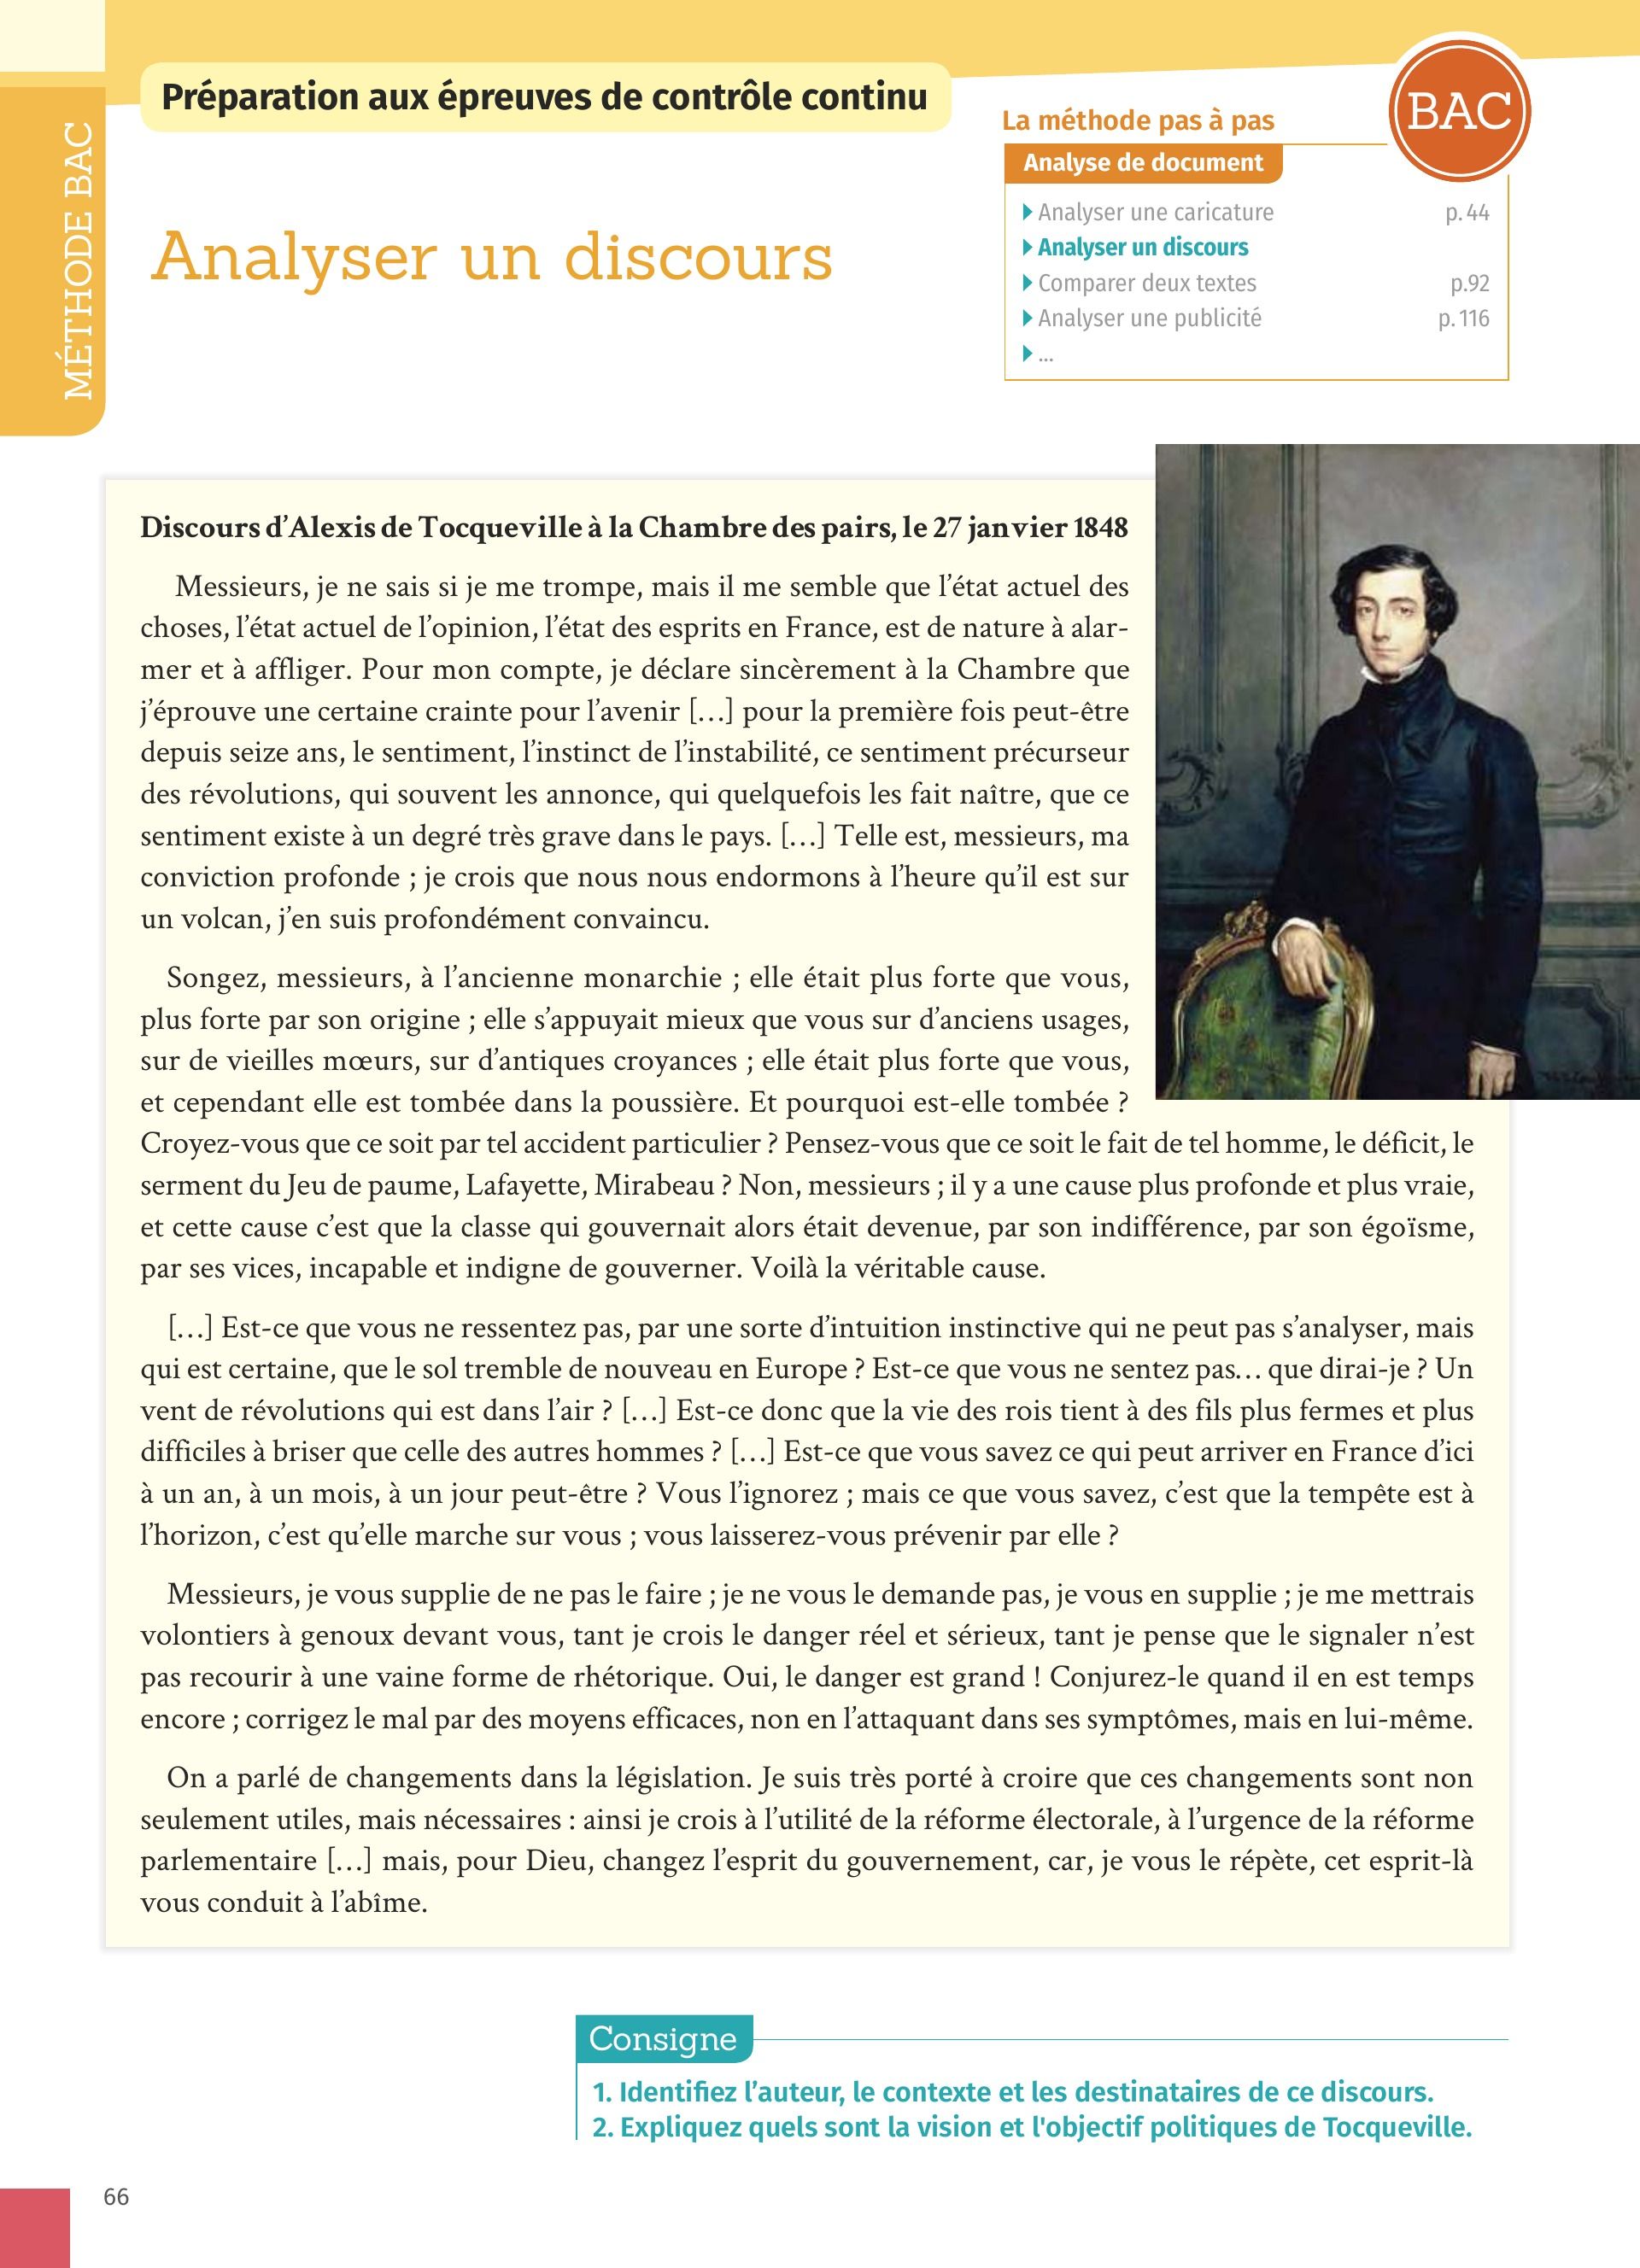 MÉTHODE BAC
Préparation aux épreuves de contrôle continu
Analyser un discours
La méthode pas à pas
BAC
Analyse de document
Analyser une caricature p. 44
Analyser un discours
Comparer deux textes p.92
Analyser une publicité p. 116
...
Discours d’Alexis de Tocqueville à la Chambre des pairs, le 27 janvier 1848
Messieurs, je ne sais si je me trompe, mais il me semble que l’état actuel des
choses, l’état actuel de l’opinion, l’état des esprits en France, est de nature à alar-
mer et à affliger. Pour mon compte, je déclare sincèrement à la Chambre que
j’éprouve une certaine crainte pour l’avenir […] pour la première fois peut-être
depuis seize ans, le sentiment, l’instinct de l’instabilité, ce sentiment précurseur
des révolutions, qui souvent les annonce, qui quelquefois les fait naître, que ce
sentiment existe à un degré très grave dans le pays. […] Telle est, messieurs, ma
conviction profonde ; je crois que nous nous endormons à l’heure qu’il est sur
un volcan, j’en suis profondément convaincu.
Songez, messieurs, à l’ancienne monarchie ; elle était plus forte que vous,
plus forte par son origine ; elle s’appuyait mieux que vous sur d’anciens usages,
sur de vieilles mœurs, sur d’antiques croyances ; elle était plus forte que vous,
et cependant elle est tombée dans la poussière. Et pourquoi est-elle tombée ?
Croyez-vous que ce soit par tel accident particulier ? Pensez-vous que ce soit le fait de tel homme, le déficit, le
serment du Jeu de paume, Lafayette, Mirabeau ? Non, messieurs ; il y a une cause plus profonde et plus vraie,
et cette cause c’est que la classe qui gouvernait alors était devenue, par son indifférence, par son égoïsme,
par ses vices, incapable et indigne de gouverner. Voilà la véritable cause.
[…] Est-ce que vous ne ressentez pas, par une sorte d’intuition instinctive qui ne peut pas s’analyser, mais
qui est certaine, que le sol tremble de nouveau en Europe ? Est-ce que vous ne sentez pas… que dirai-je ? Un
vent de révolutions qui est dans l’air ? […] Est-ce donc que la vie des rois tient à des fils plus fermes et plus
difficiles à briser que celle des autres hommes ? […] Est-ce que vous savez ce qui peut arriver en France d’ici
à un an, à un mois, à un jour peut-être ? Vous l’ignorez ; mais ce que vous savez, c’est que la tempête est à
l’horizon, c’est qu’elle marche sur vous ; vous laisserez-vous prévenir par elle ?
Messieurs, je vous supplie de ne pas le faire ; je ne vous le demande pas, je vous en supplie ; je me mettrais
volontiers à genoux devant vous, tant je crois le danger réel et sérieux, tant je pense que le signaler n’est
pas recourir à une vaine forme de rhétorique. Oui, le danger est grand ! Conjurez-le quand il en est temps
encore ; corrigez le mal par des moyens efficaces, non en l’attaquant dans ses symptômes, mais en lui-même.
On a parlé de changements dans la législation. Je suis très porté à croire que ces changements sont non
seulement utiles, mais nécessaires : ainsi je crois à l’utilité de la réforme électorale, à l’urgence de la réforme
parlementaire […] mais, pour Dieu, changez l’esprit du gouvernement, car, je vous le répète, cet esprit-là
vous conduit à l’abîme.
Consigne
1. Identifiez l’auteur, le contexte et les destinataires de ce discours.
2. Expliquez quels sont la vision et l'objectif politiques de Tocqueville.
66